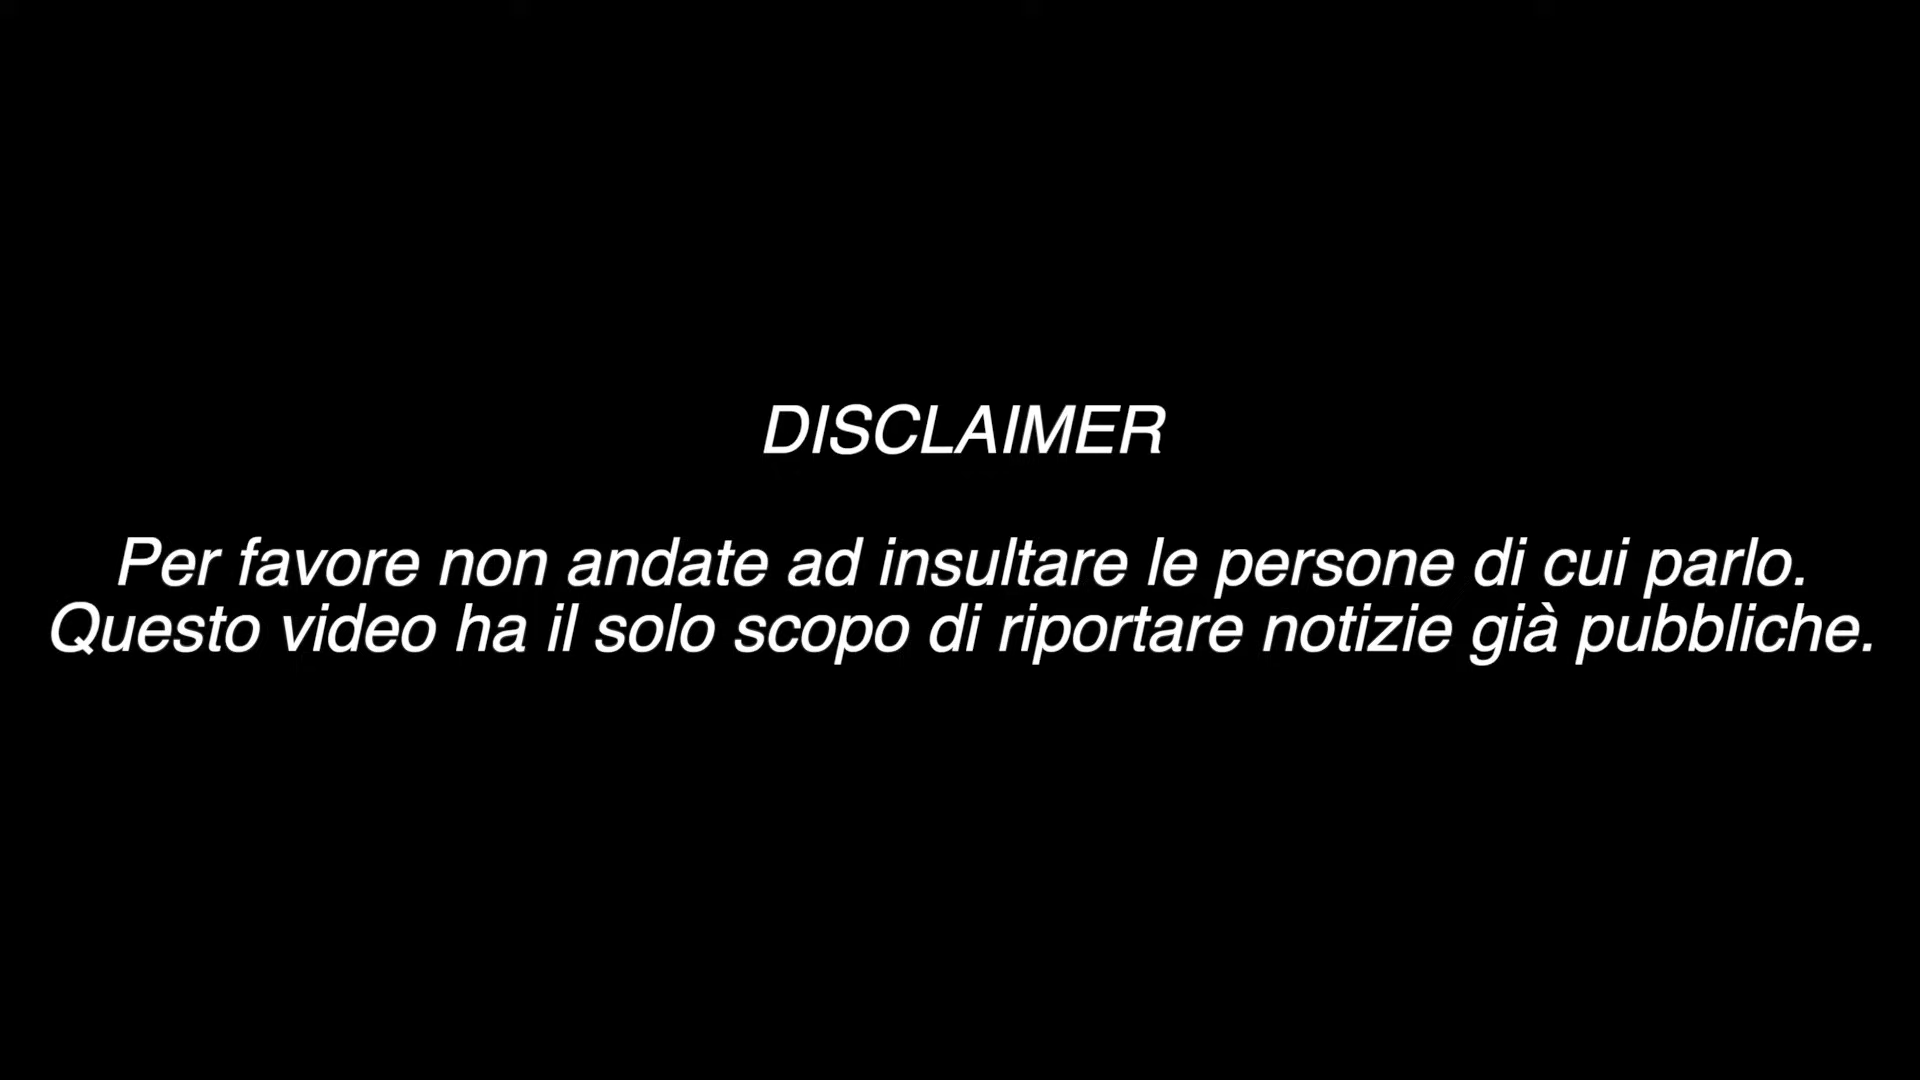 DISCLAIMER
Per favore non andate ad insultare le persone di cui parlo.
Questo video ha il solo scopo di riportare notizie già pubbliche.